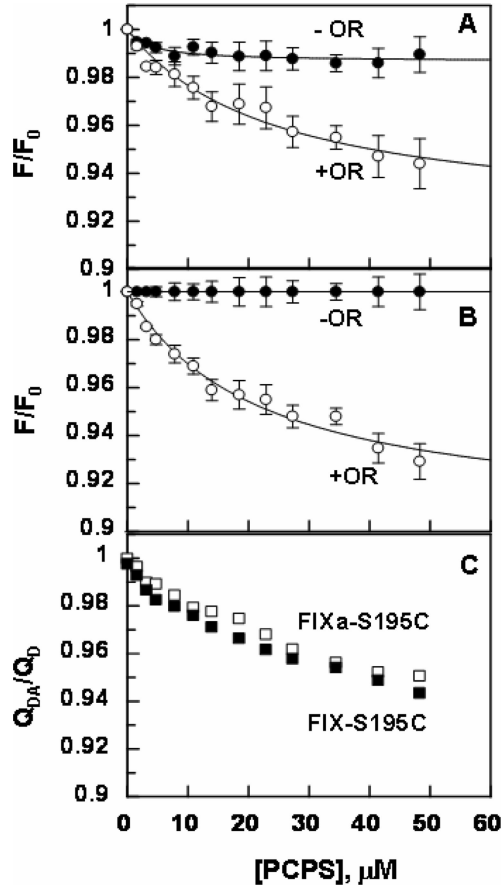 A
1
0.98
0.96
0.94
0.92
0.9
F/F0
- OR
+OR
B
1
0.98
0.96
0.94
0.92
0.9
F/F0
-OR
+OR
C
1
0.98
0.96
0.94
0.92
0.9
QDA/QD
FIXa-S195C
FIX-S195C
0 10 20 30 40 50 60
[PCPS], μM